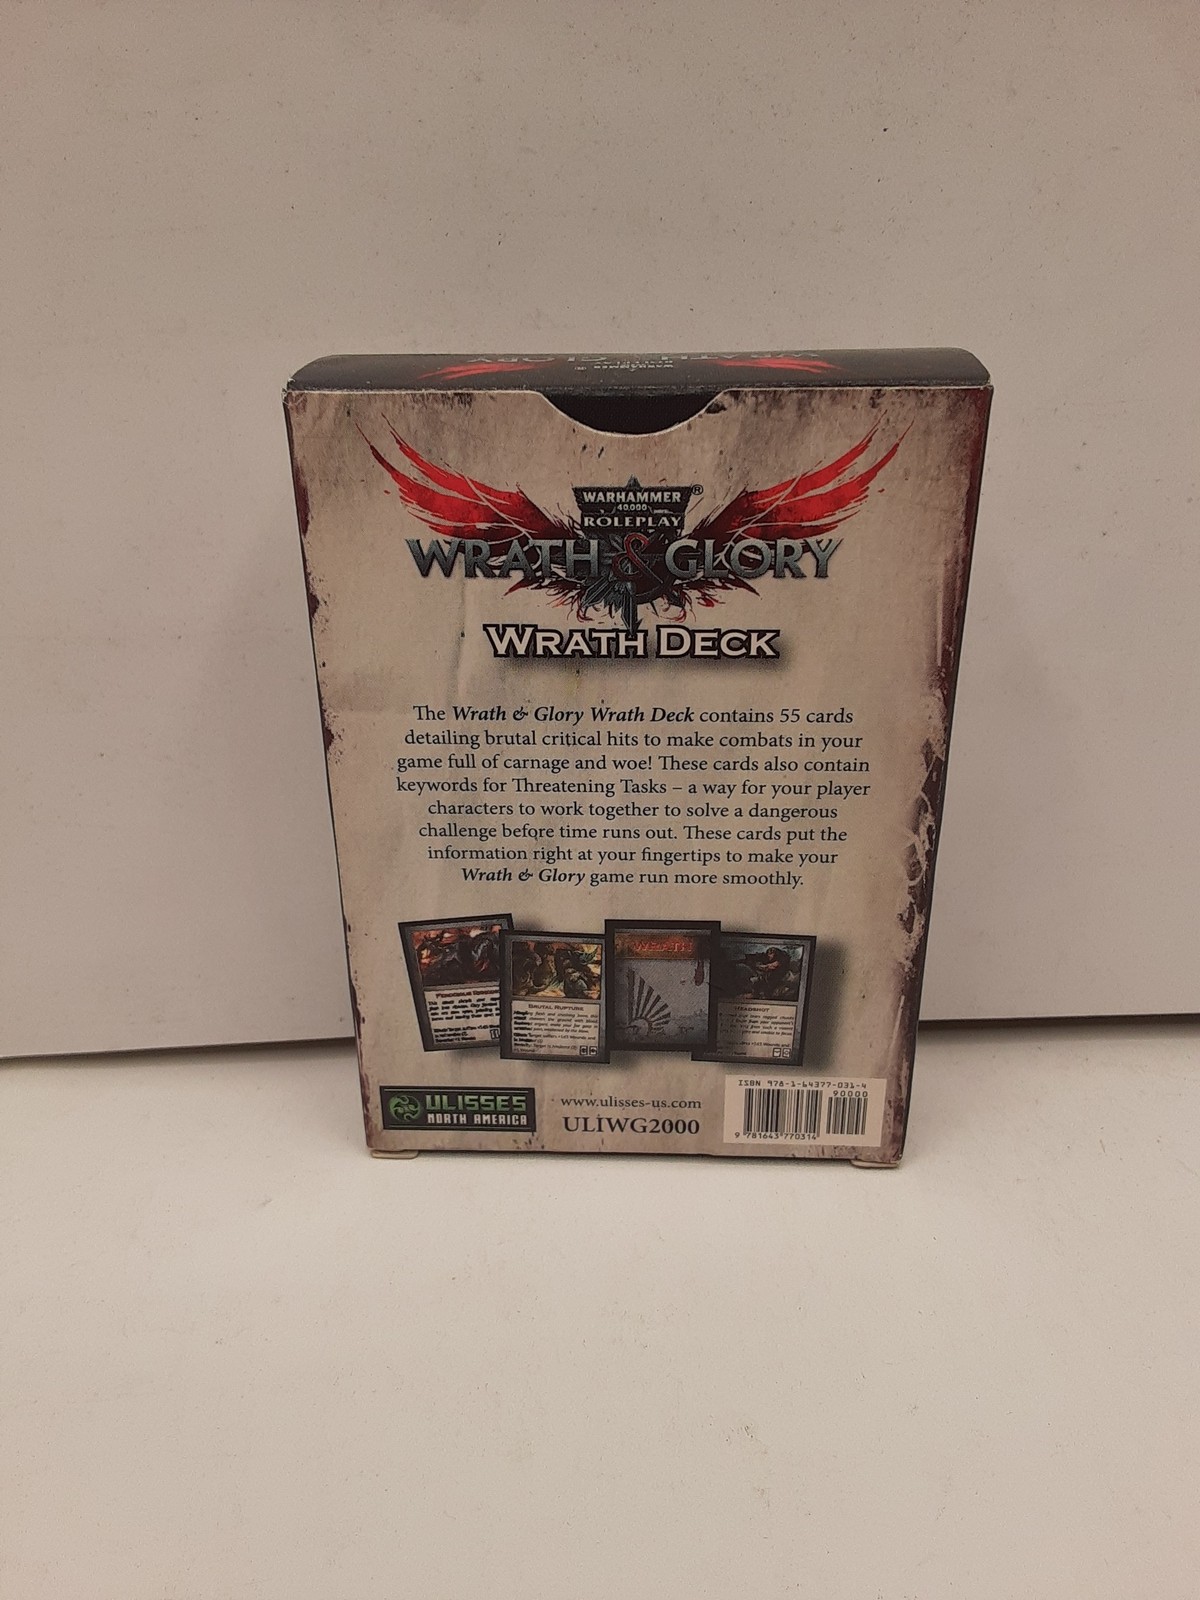 WRATH & GLORY
WARHAMMER
WARHAMMER®
40,000
ROLEPLAY
WRATH & GLORY
WRATH DECK
The Wrath & Glory Wrath Deck contains 55 cards
detailing brutal critical hits to make combats in your
game full of carnage and woe! These cards also contain
keywords for Threatening Tasks – a way for your player
characters to work together to solve a dangerous
challenge before time runs out. These cards put the
information right at your fingertips to make your
Wrath & Glory game run more smoothly.
BRUTAL RUPTURE
WRATH
HEADSHOT
ULISSES
NORTH AMERICA
www.ulisses-us.com
ULIWG2000
ISBN 978-1-64377-031-4
90000
9 781643 770314